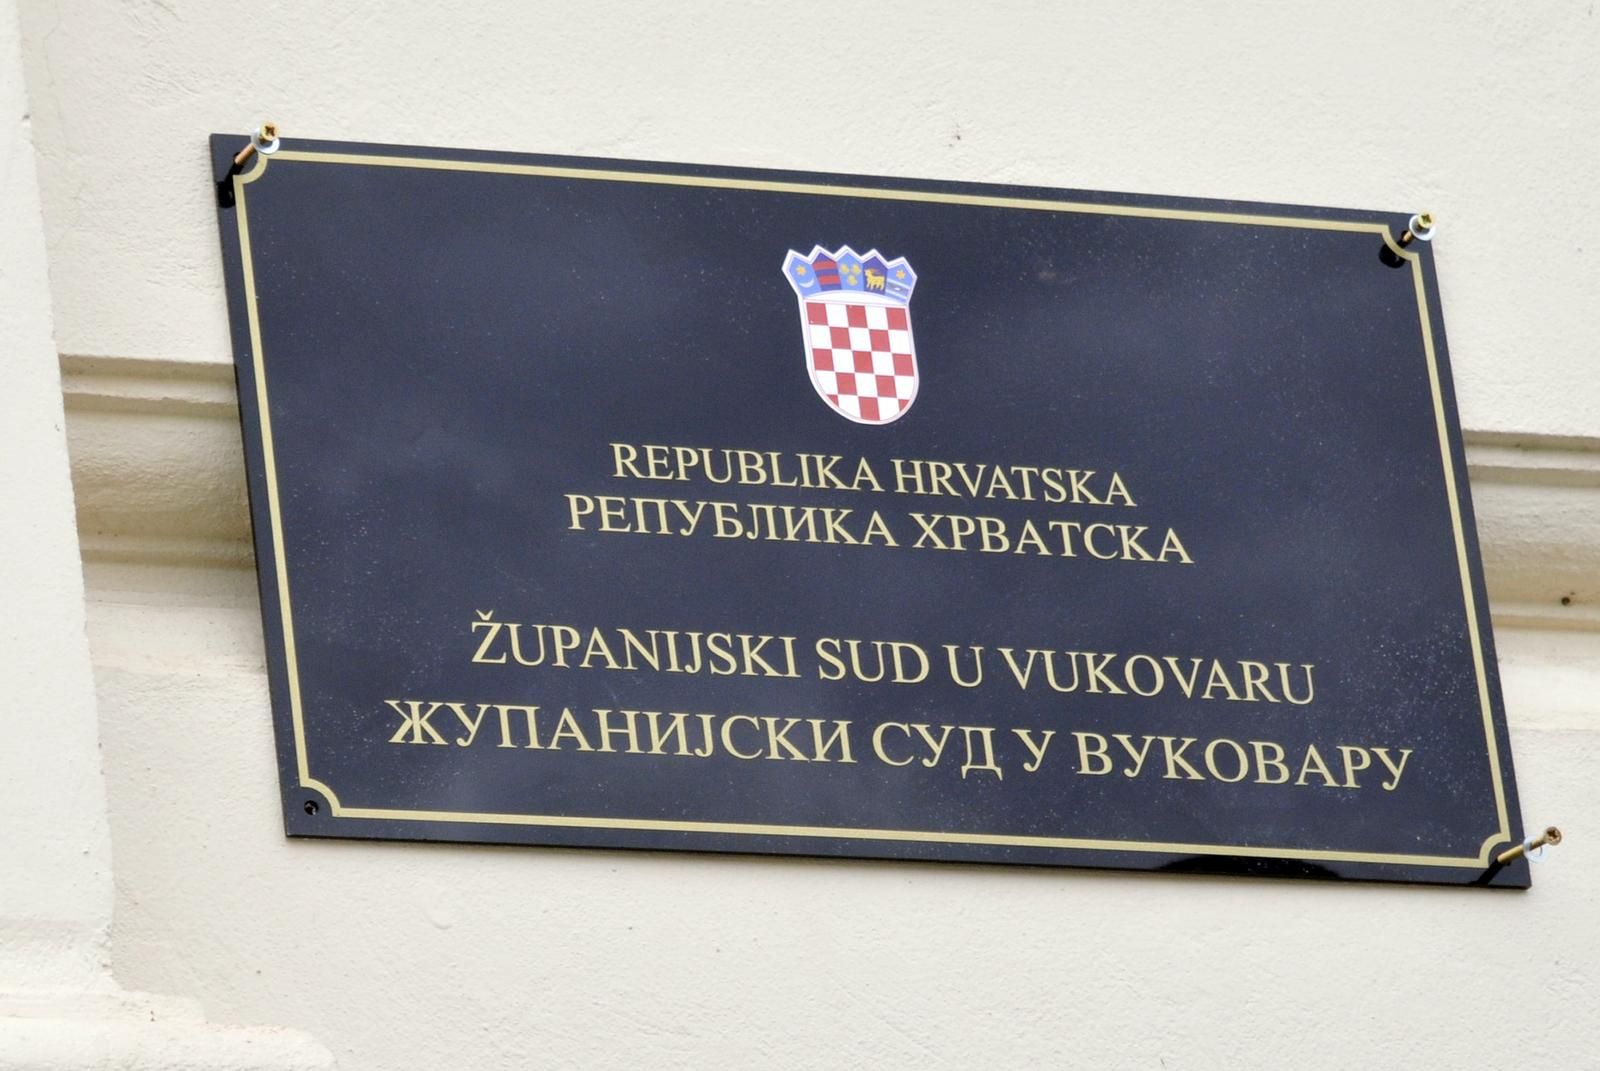 REPUBLIKA HRVATSKA
РЕПУБЛИКА ХРВАТСКА
ŽUPANIJSKI SUD U VUKOVARU
ЖУПАНИЈСКИ СУД У ВУКОВАРУ